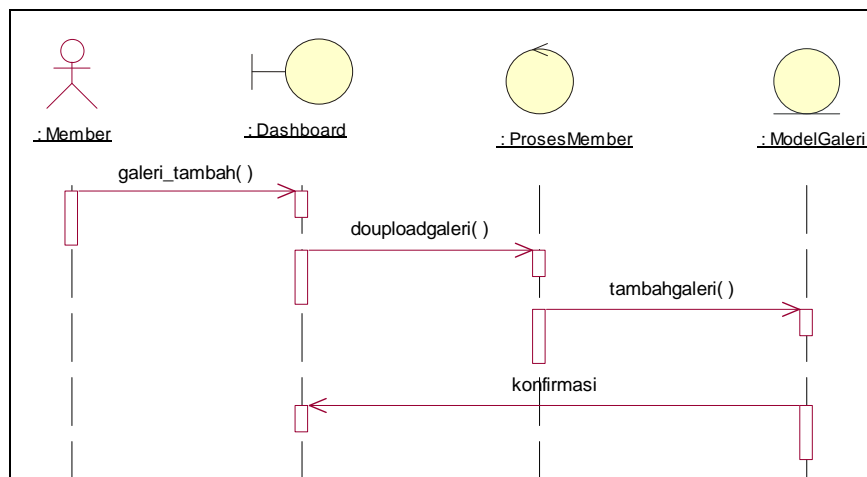 : Member
: Dashboard
: ProsesMember
: ModelGaleri
galeri_tambah( )
douploadgaleri( )
tambahgaleri( )
konfirmasi